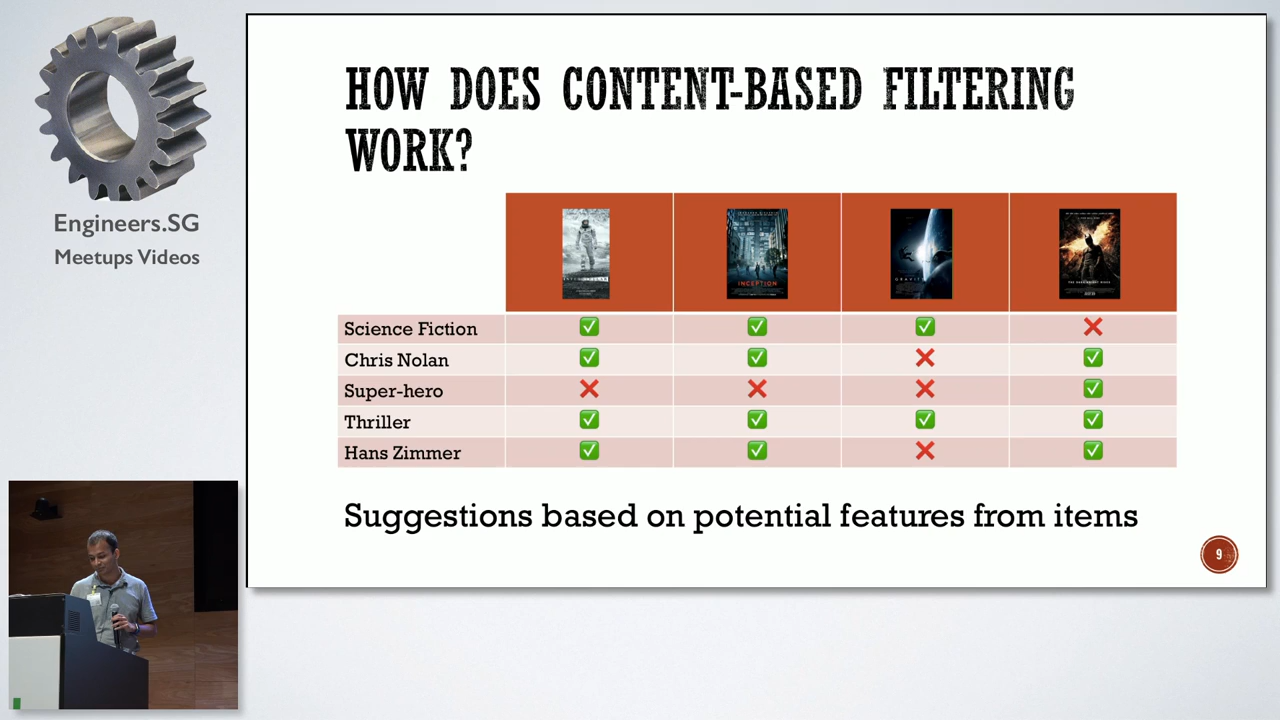 Engineers.SG
Meetups Videos
HOW DOES CONTENT-BASED FILTERING
WORK?
INCEPTION
Science Fiction
Chris Nolan
Super-hero
Thriller
Hans Zimmer
Suggestions based on potential features from items
9